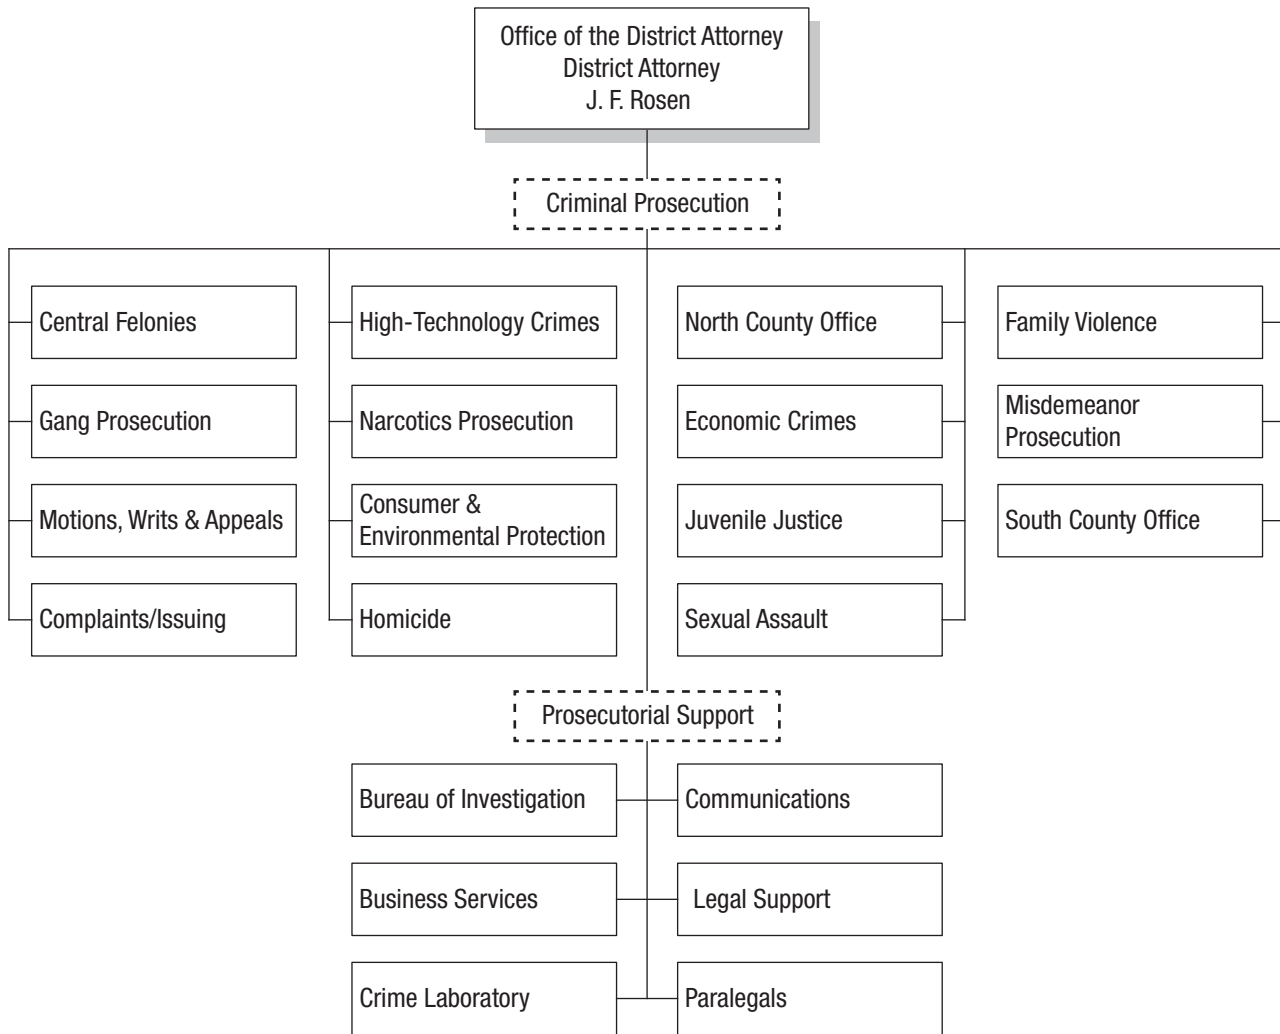 Office of the District Attorney
District Attorney
J. F. Rosen
Criminal Prosecution
Central Felonies
High-Technology Crimes
North County Office
Family Violence
Gang Prosecution
Narcotics Prosecution
Economic Crimes
Misdemeanor
Prosecution
Motions, Writs & Appeals
Consumer &
Environmental Protection
Juvenile Justice
South County Office
Complaints/Issuing
Homicide
Sexual Assault
Prosecutorial Support
Bureau of Investigation
Communications
Business Services
Legal Support
Crime Laboratory
Paralegals